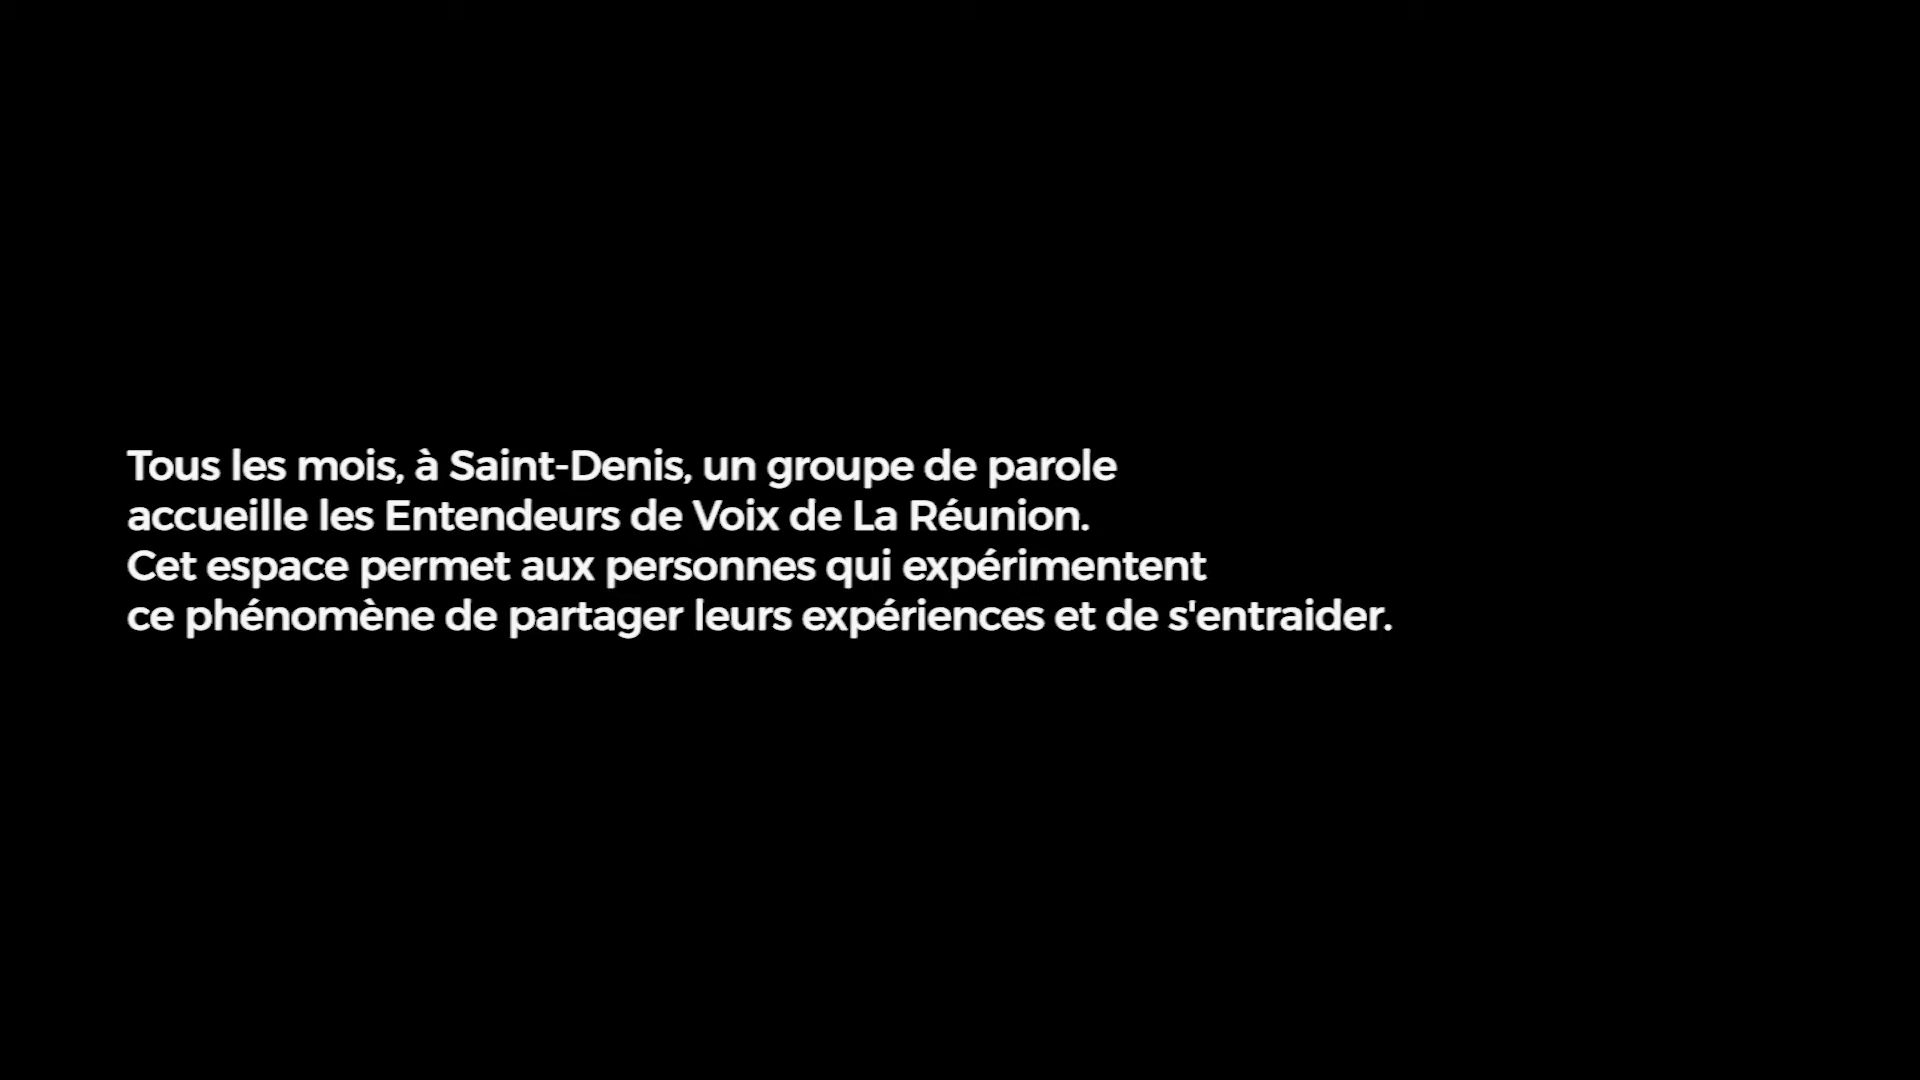 Tous les mois, à Saint-Denis, un groupe de parole
accueille les Entendeurs de Voix de La Réunion.
Cet espace permet aux personnes qui expérimentent
ce phénomène de partager leurs expériences et de s'entraider.